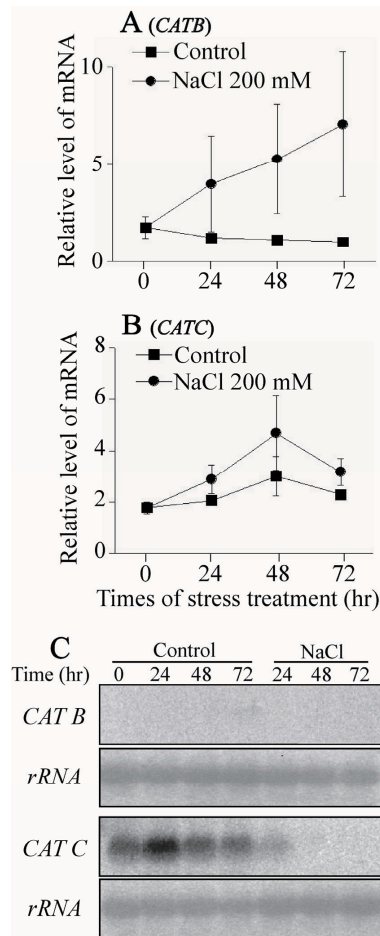 A (CATB)
Relative level of mRNA
10
5
0
Control
NaCl 200 mM
0 24 48 72
B (CATC)
Relative level of mRNA
8
6
4
2
0
Control
NaCl 200 mM
0 24 48 72
Times of stress treatment (hr)
C
Control NaCl
Time (hr) 0 24 48 72 24 48 72
CAT B
rRNA
CAT C
rRNA